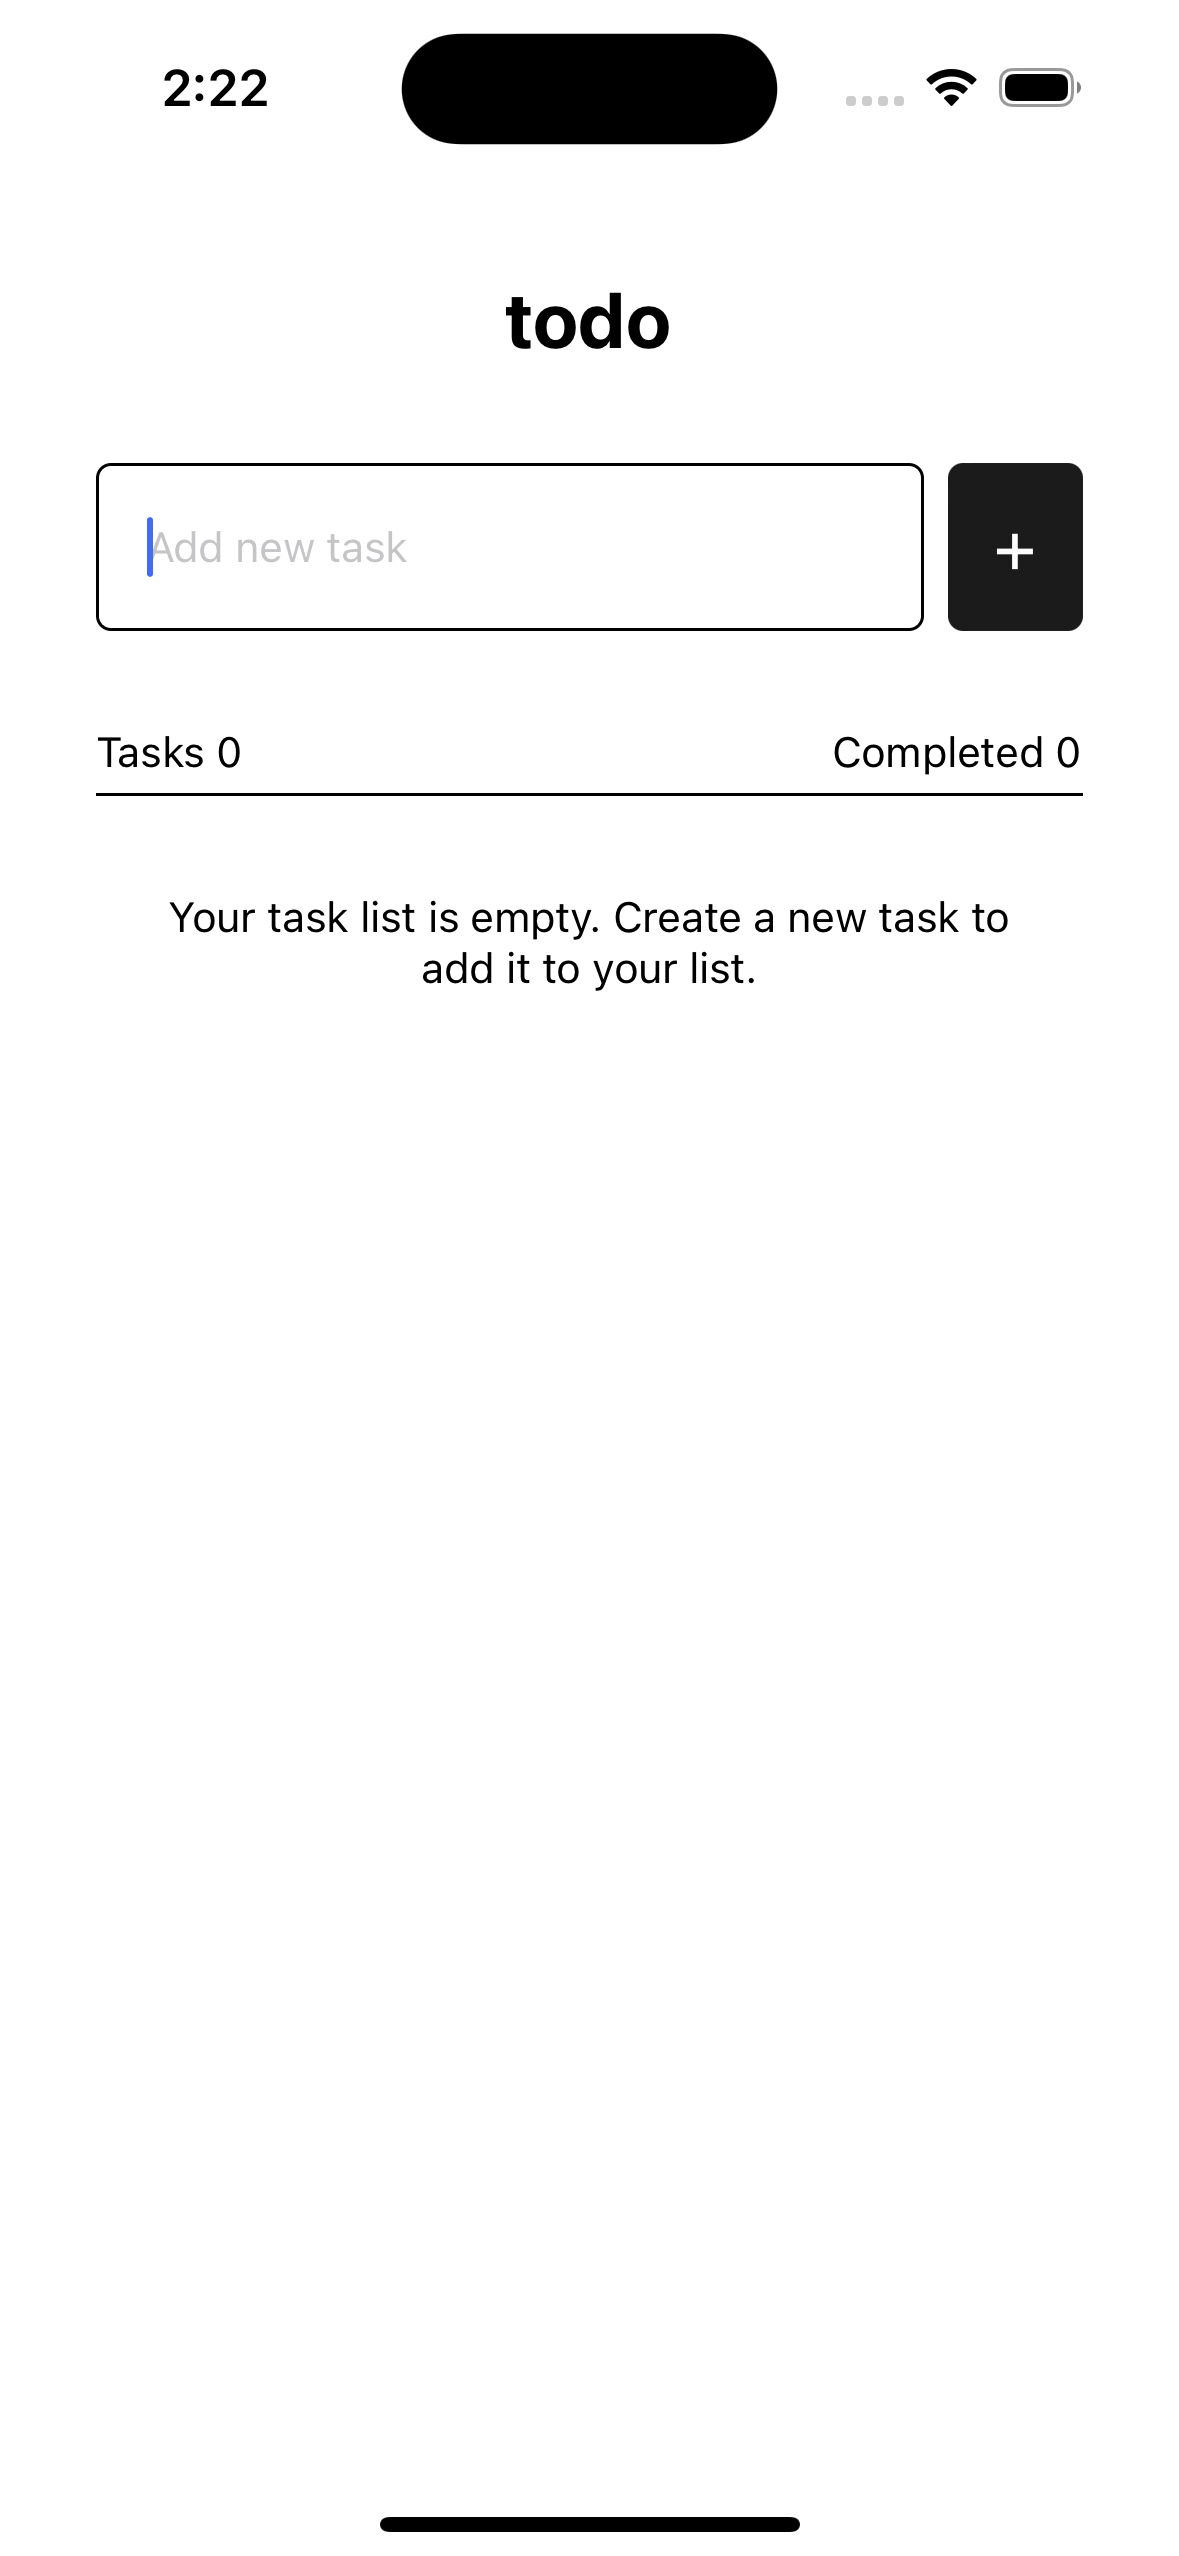 2:22
todo
Add new task
+
Tasks 0 Completed 0
Your task list is empty. Create a new task to
add it to your list.